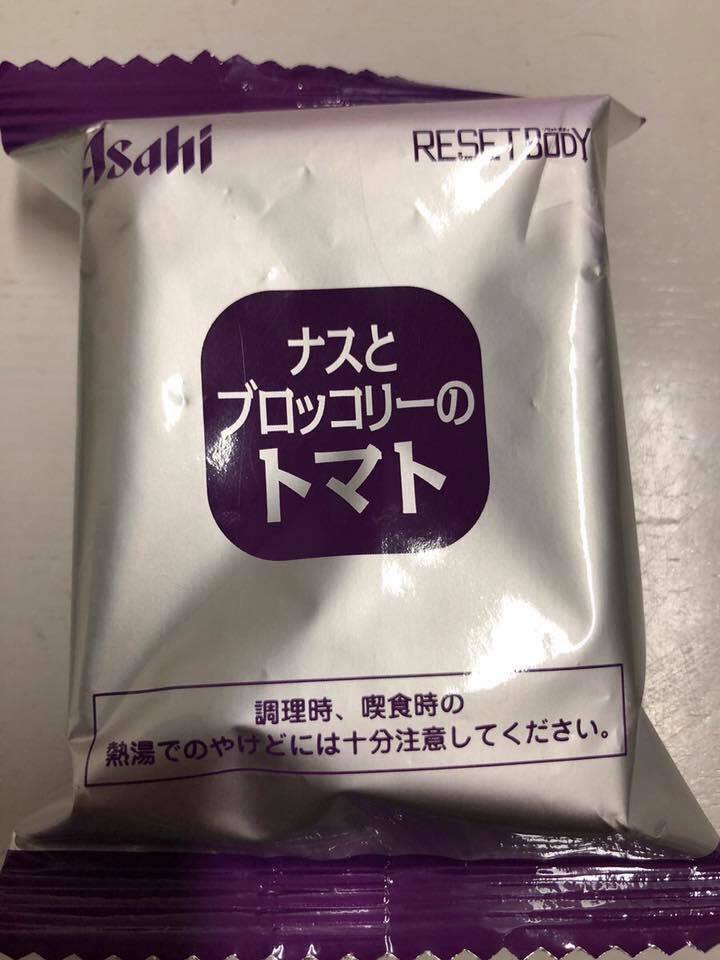 Asahi
RESET BODY
ナスと
ブロッコリーの
トマト
調理時、喫食時の
熱湯でのやけどには十分注意してください。